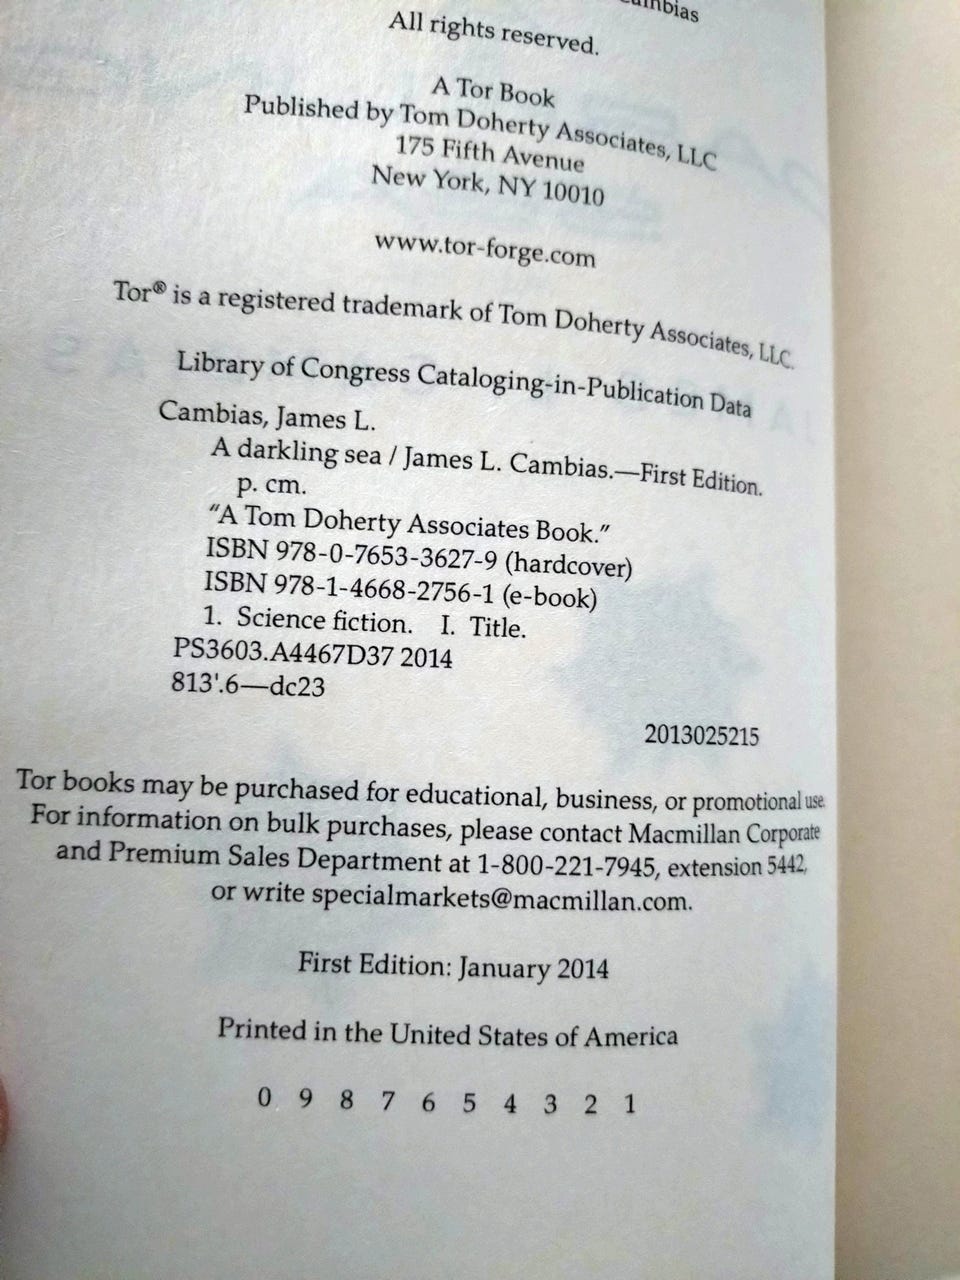 Cambias
All rights reserved.
A Tor Book
Published by Tom Doherty Associates, LLC
175 Fifth Avenue
New York, NY 10010
www.tor-forge.com
Tor® is a registered trademark of Tom Doherty Associates, LLC.
Library of Congress Cataloging-in-Publication Data
Cambias, James L.
A darkling sea / James L. Cambias.—First Edition.
p. cm.
“A Tom Doherty Associates Book.”
ISBN 978-0-7653-3627-9 (hardcover)
ISBN 978-1-4668-2756-1 (e-book)
1. Science fiction. I. Title.
PS3603.A4467D37 2014
813'.6—dc23
2013025215
Tor books may be purchased for educational, business, or promotional use.
For information on bulk purchases, please contact Macmillan Corporate
and Premium Sales Department at 1-800-221-7945, extension 5442,
or write specialmarkets@macmillan.com.
First Edition: January 2014
Printed in the United States of America
0 9 8 7 6 5 4 3 2 1